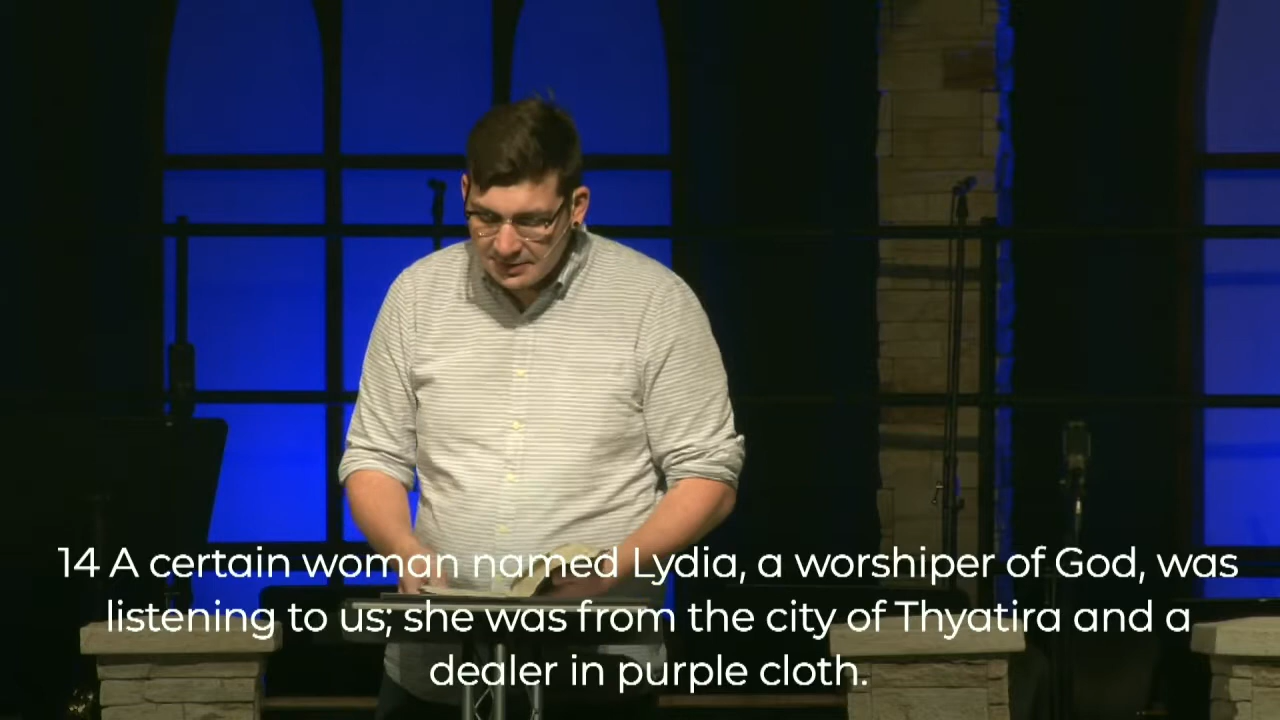 14 A certain woman named Lydia, a worshiper of God, was
listening to us; she was from the city of Thyatira and a
dealer in purple cloth.